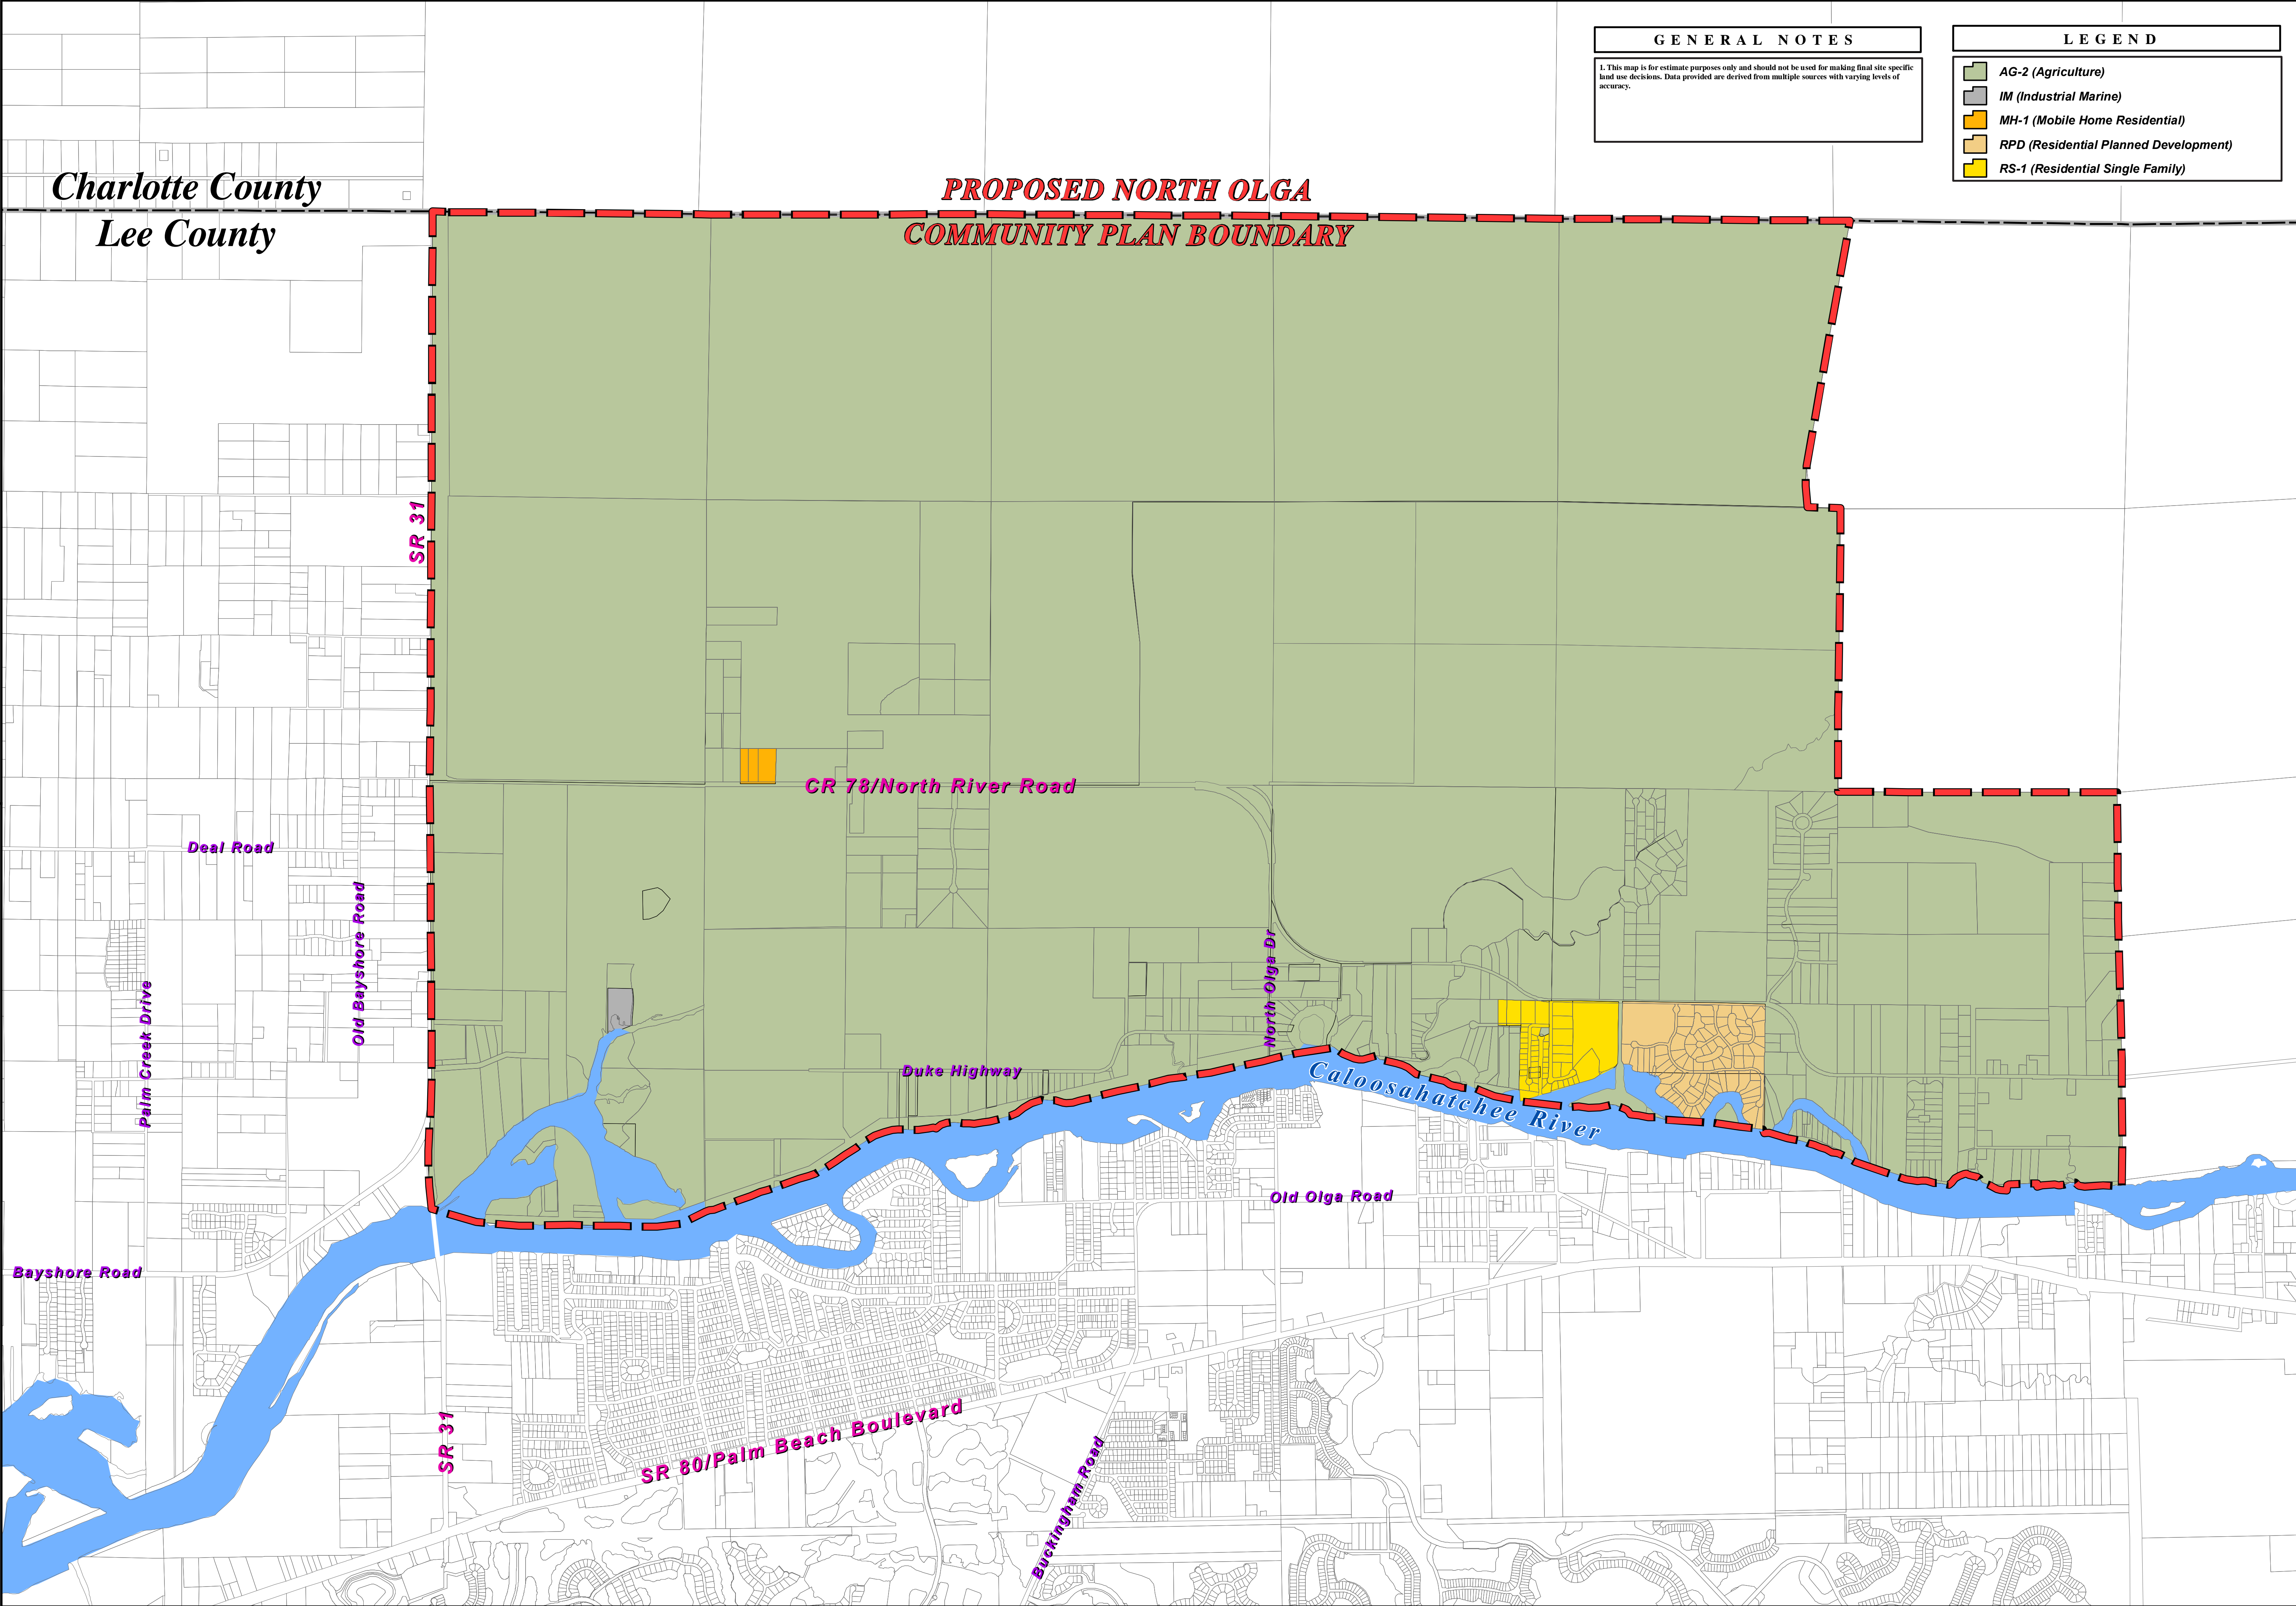 GENERAL NOTES
1. This map is for estimate purposes only and should not be used for making final site specific
land use decisions. Data provided are derived from multiple sources with varying levels of
accuracy.
LEGEND
AG-2 (Agriculture)
IM (Industrial Marine)
MH-1 (Mobile Home Residential)
RPD (Residential Planned Development)
RS-1 (Residential Single Family)
Charlotte County
Lee County
PROPOSED NORTH OLGA
COMMUNITY PLAN BOUNDARY
SR 31
CR 78/North River Road
Deal Road
Old Bayshore Road
Palm Creek Drive
North Olga Dr
Duke Highway
Caloosahatchee River
Old Olga Road
Bayshore Road
SR 31
SR 80/Palm Beach Boulevard
Buckingham Road